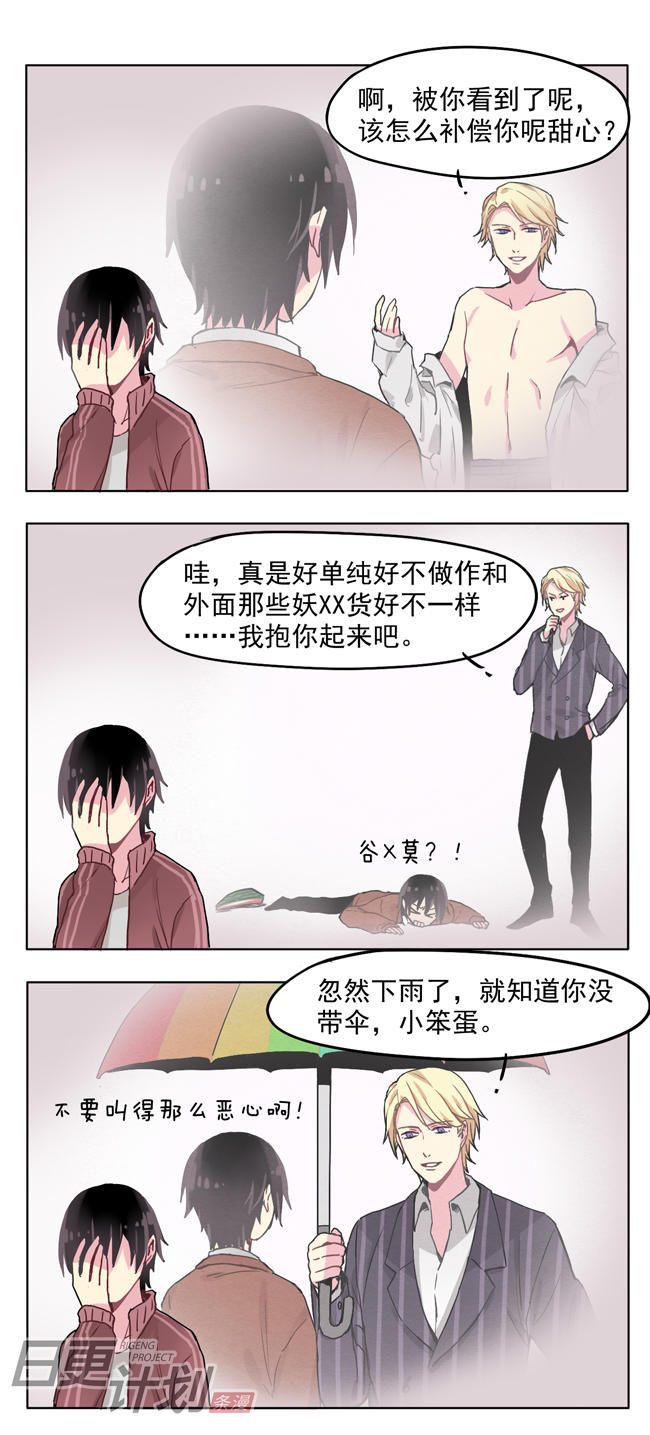 啊，被你看到了呢，
该怎么补偿你呢甜心？
哇，真是好单纯好不做作和
外面那些妖XX货好不一样
……我抱你起来吧。
谷X莫？！
忽然下雨了，就知道你没
带伞，小笨蛋。
不要叫得那么恶心啊！
日更
RIGENG
PROJECT
计划
条漫